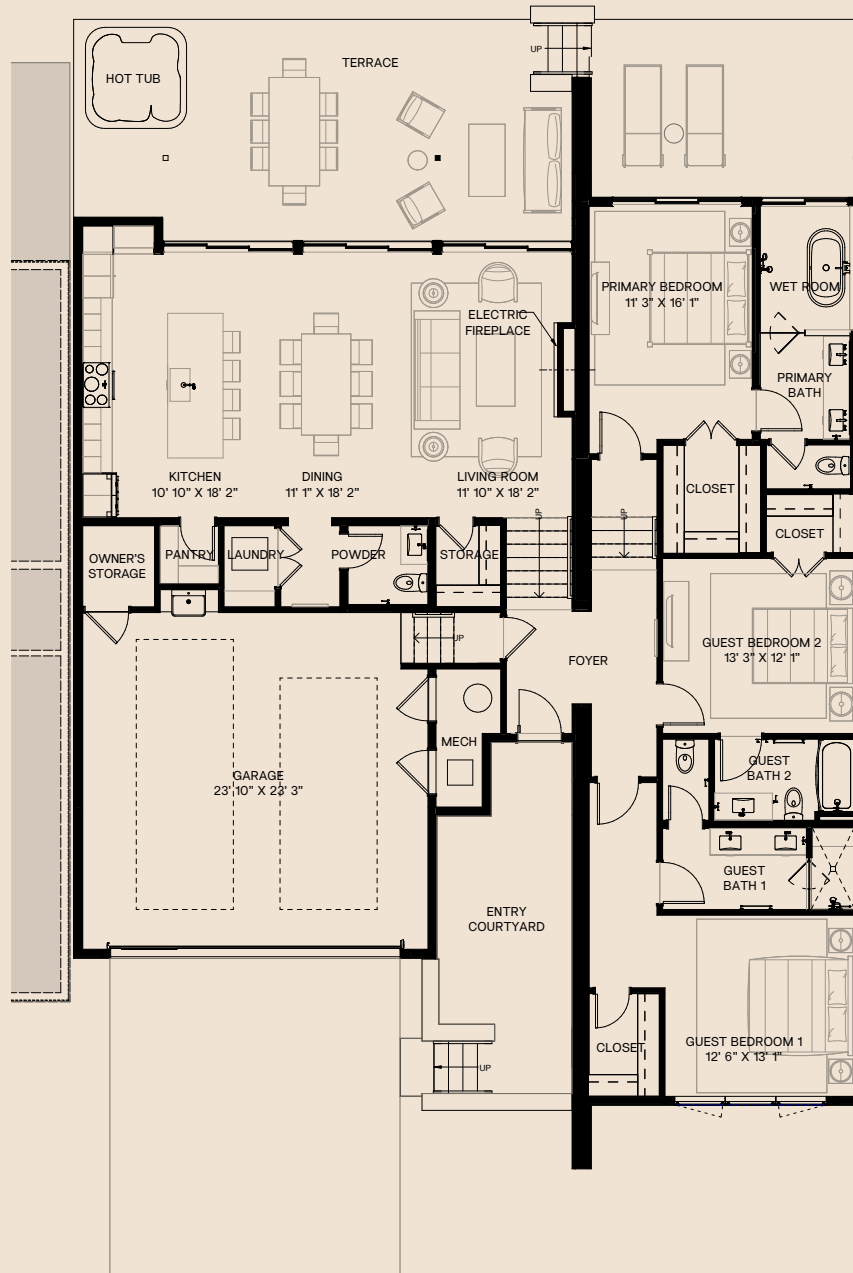 UP
TERRACE
HOT TUB
PRIMARY BEDROOM
11' 3" X 16' 1"
WET ROOM
ELECTRIC
FIREPLACE
PRIMARY
BATH
KITCHEN
10' 10" X 18' 2"
DINING
11' 1" X 18' 2"
LIVING ROOM
11' 10" X 18' 2"
CLOSET
UP
UP
CLOSET
OWNER'S
STORAGE
PANTRY
LAUNDRY
POWDER
STORAGE
UP
GUEST BEDROOM 2
13' 3" X 12' 1"
FOYER
MECH
GUEST
BATH 2
GARAGE
23' 10" X 23' 3"
GUEST
BATH 1
ENTRY
COURTYARD
CLOSET
GUEST BEDROOM 1
12' 6" X 13' 1"
UP